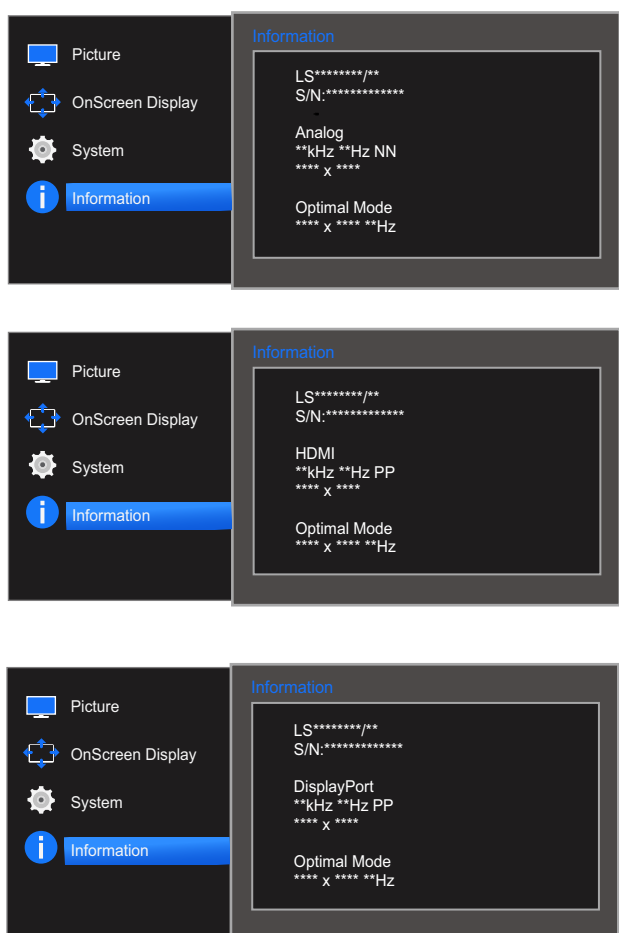 Picture
OnScreen Display
System
Information
Information
LS********/**
S/N:*************
Analog
**kHz **Hz NN
**** x ****
Optimal Mode
**** x **** **Hz
Picture
OnScreen Display
System
Information
Information
LS********/**
S/N:*************
HDMI
**kHz **Hz PP
**** x ****
Optimal Mode
**** x **** **Hz
Picture
OnScreen Display
System
Information
Information
LS********/**
S/N:*************
DisplayPort
**kHz **Hz PP
**** x ****
Optimal Mode
**** x **** **Hz